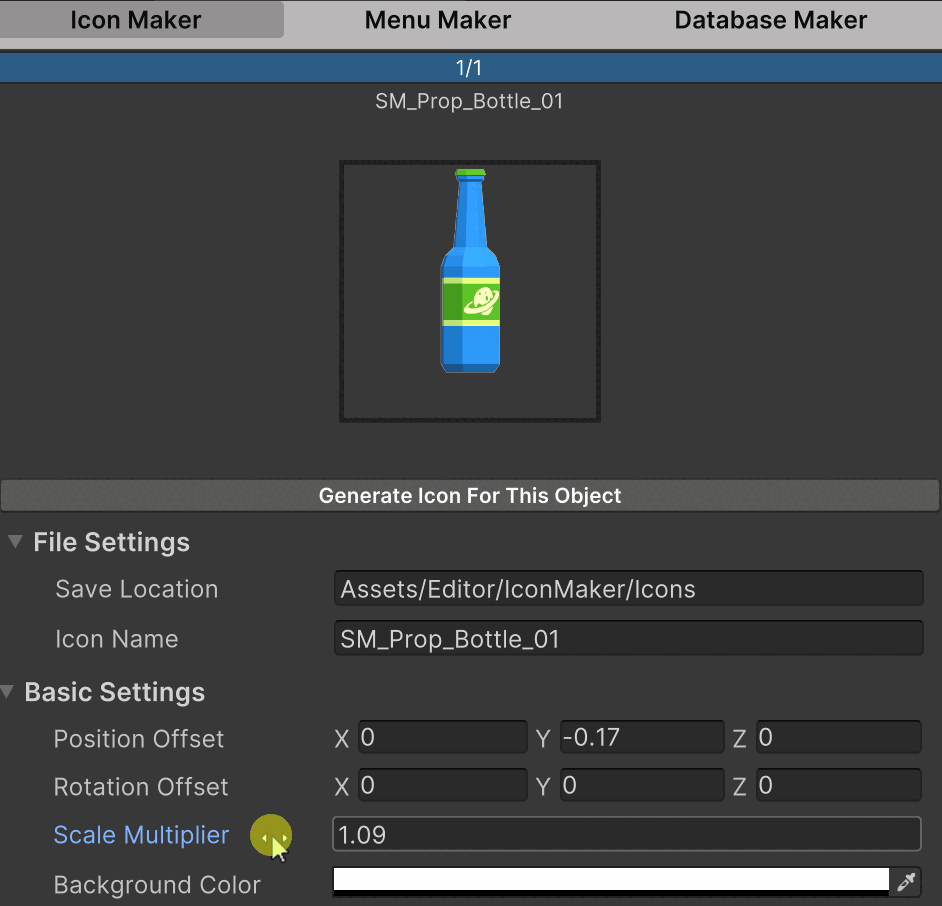 Icon Maker Menu Maker Database Maker
1/1
SM_Prop_Bottle_01
Generate Icon For This Object
File Settings
Save Location Assets/Editor/IconMaker/Icons
Icon Name SM_Prop_Bottle_01
Basic Settings
Position Offset X 0 Y -0.17 Z 0
Rotation Offset X 0 Y 0 Z 0
Scale Multiplier 1.09
Background Color